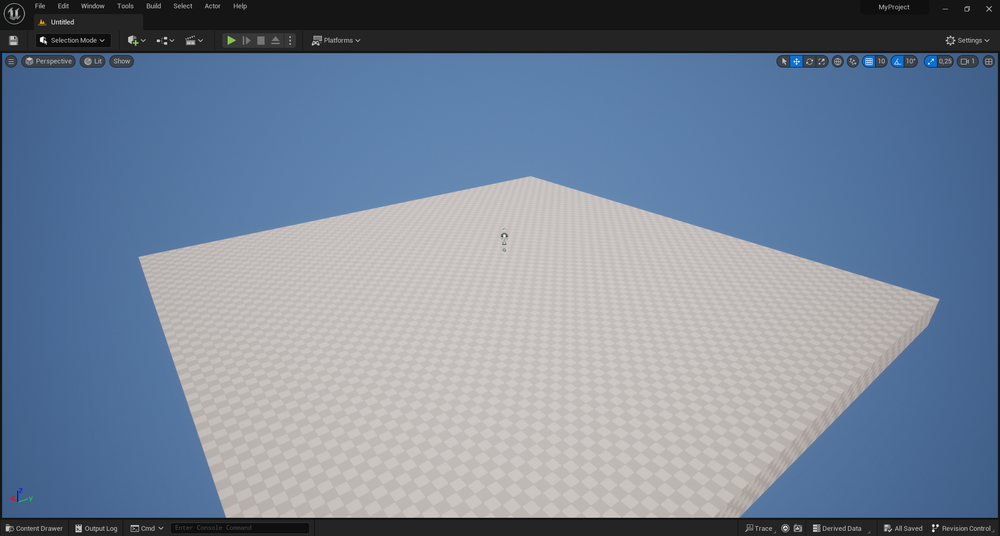 File Edit Window Tools Build Select Actor Help
MyProject
Untitled
Selection Mode
Platforms
Settings
Perspective Lit Show
10 10° 0,25 1
Z
X Y
Content Drawer Output Log Cmd Enter Console Command Trace Derived Data All Saved Revision Control